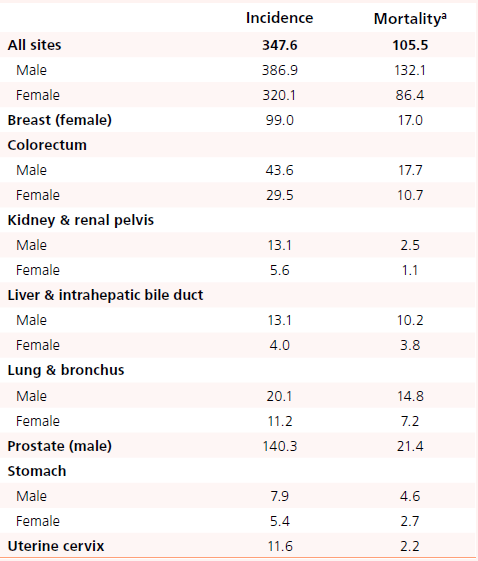 Incidence Mortalityᵃ
All sites 347.6 105.5
Male 386.9 132.1
Female 320.1 86.4
Breast (female) 99.0 17.0
Colorectum
Male 43.6 17.7
Female 29.5 10.7
Kidney & renal pelvis
Male 13.1 2.5
Female 5.6 1.1
Liver & intrahepatic bile duct
Male 13.1 10.2
Female 4.0 3.8
Lung & bronchus
Male 20.1 14.8
Female 11.2 7.2
Prostate (male) 140.3 21.4
Stomach
Male 7.9 4.6
Female 5.4 2.7
Uterine cervix 11.6 2.2